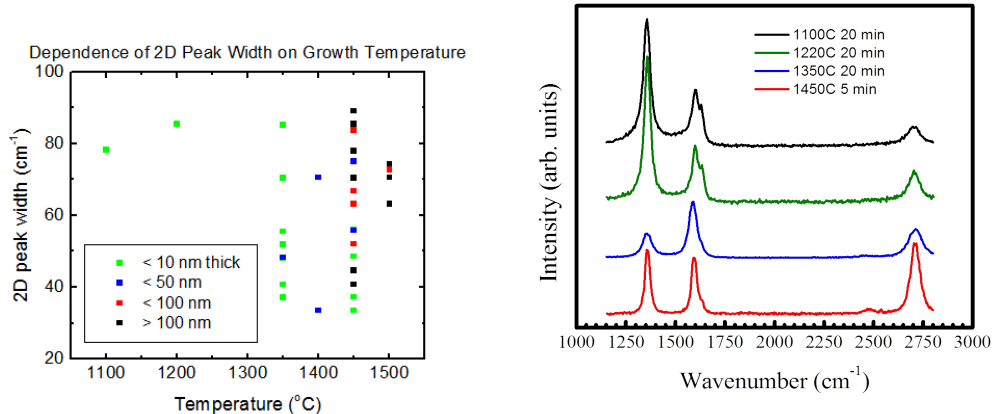 Dependence of 2D Peak Width on Growth Temperature
100
80
60
40
20
2D peak width (cm-1)
< 10 nm thick
< 50 nm
< 100 nm
> 100 nm
1100 1200 1300 1400 1500
Temperature (oC)
1100C 20 min
1220C 20 min
1350C 20 min
1450C 5 min
Intensity (arb. units)
1000 1250 1500 1750 2000 2250 2500 2750 3000
Wavenumber (cm-1)